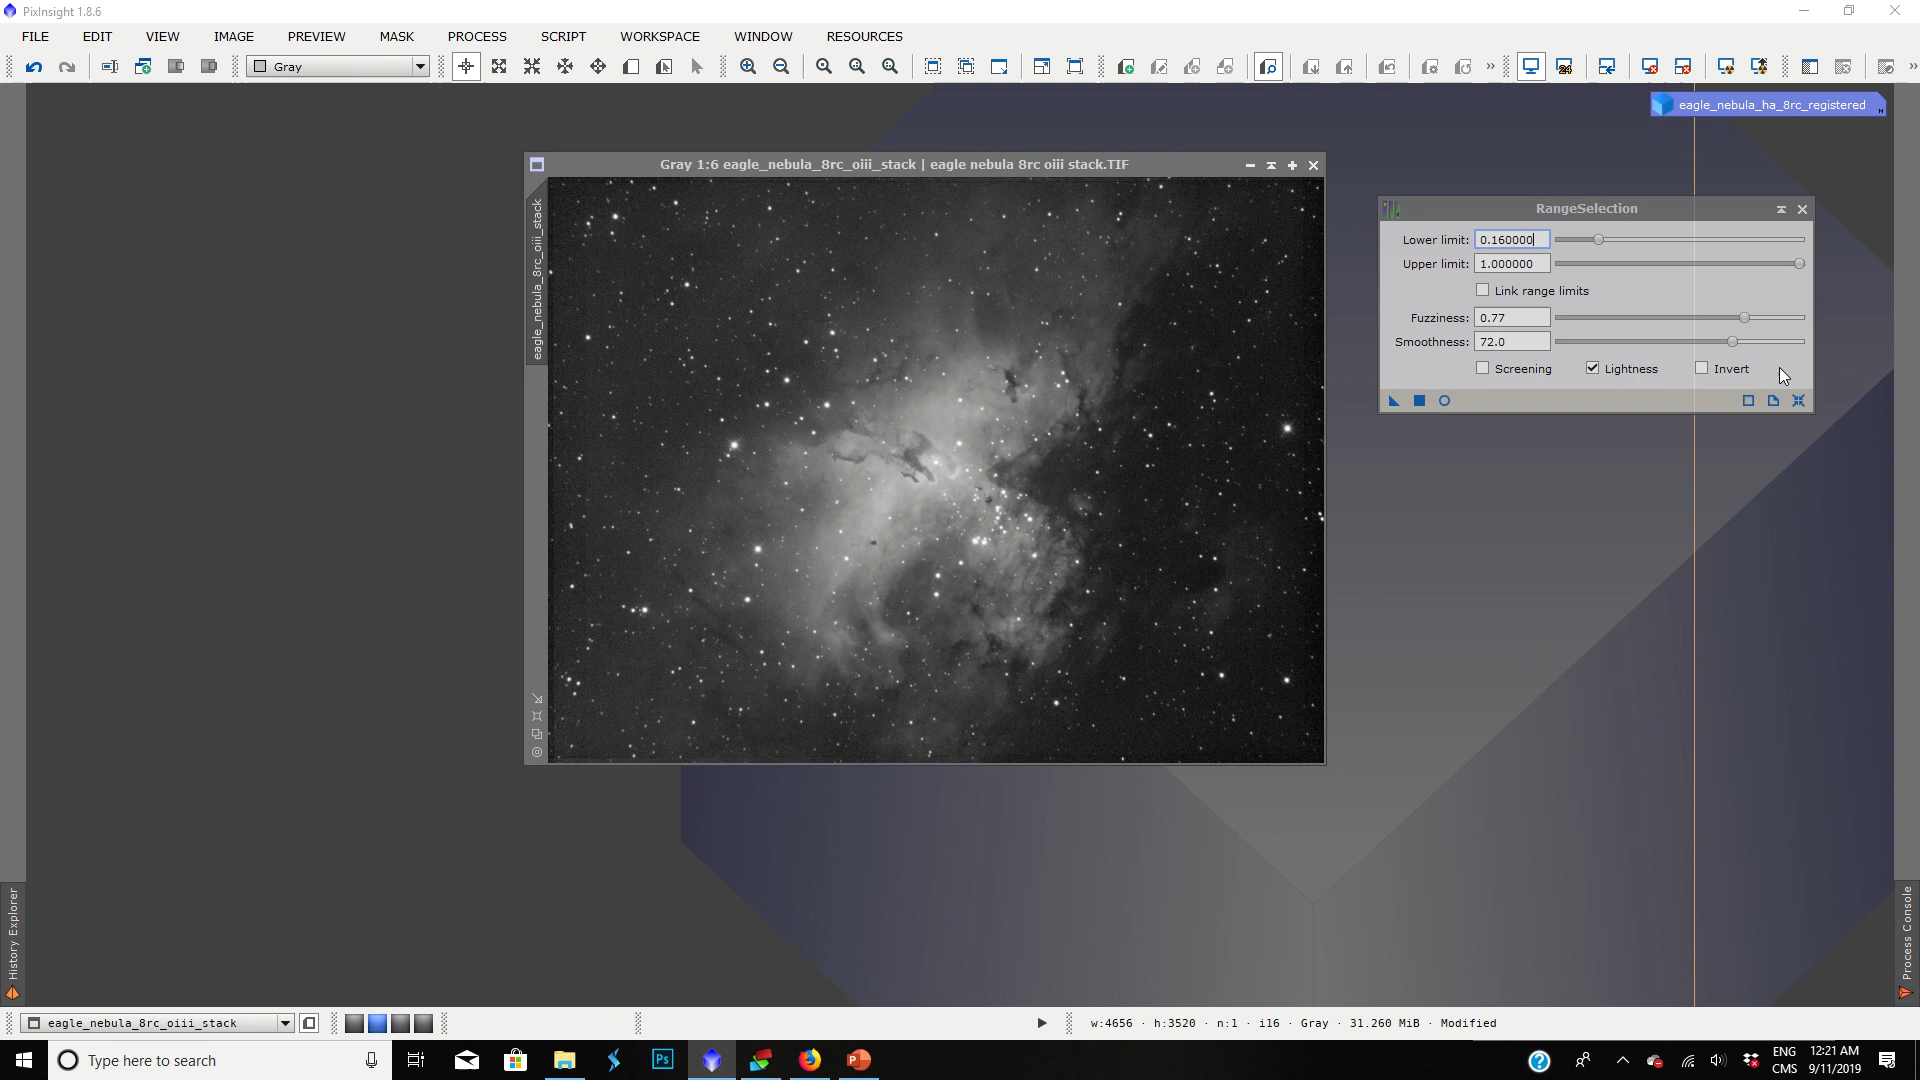 PixInsight 1.8.6
FILE EDIT VIEW IMAGE PREVIEW MASK PROCESS SCRIPT WORKSPACE WINDOW RESOURCES
Gray
24
eagle_nebula_ha_8rc_registered
N
Gray 1:6 eagle_nebula_8rc_oiii_stack | eagle nebula 8rc oiii stack.TIF
eagle_nebula_8rc_oiii_stack
RangeSelection
Lower limit: 0.160000
Upper limit: 1.000000
Link range limits
Fuzziness: 0.77
Smoothness: 72.0
Screening Lightness Invert
History Explorer
Process Console
eagle_nebula_8rc_oiii_stack
w:4656 · h:3520 · n:1 · i16 · Gray · 31.260 MiB · Modified
Type here to search
Ps
P
?
ENG
CMS
12:21 AM
9/11/2019